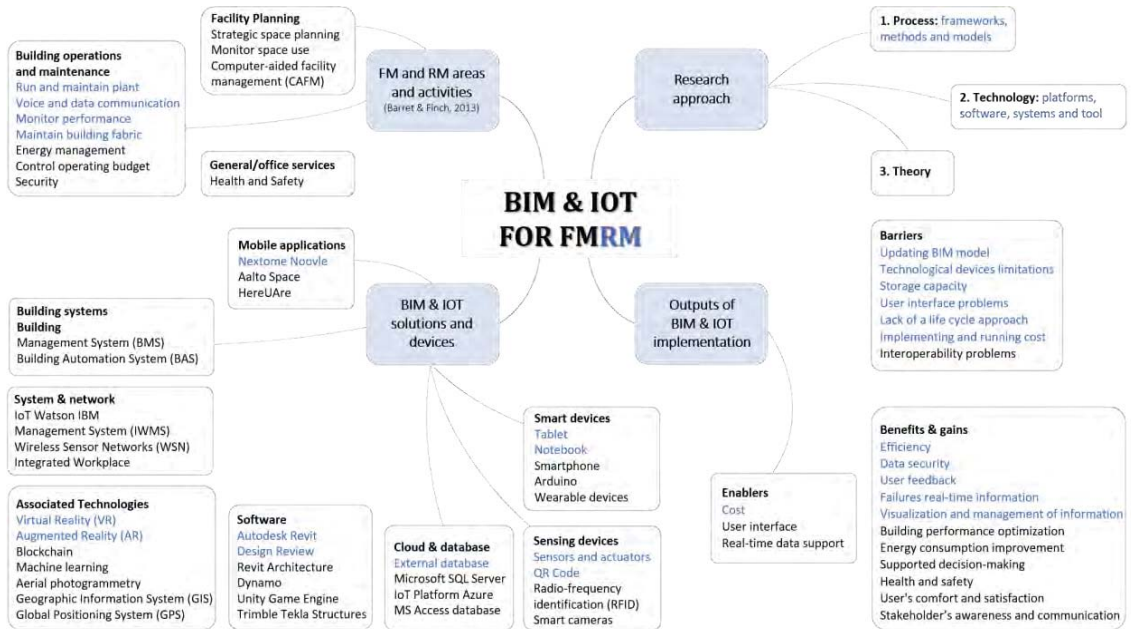 Facility Planning
Strategic space planning
Monitor space use
Computer-aided facility
management (CAFM)
Building operations
and maintenance
Run and maintain plant
Voice and data communication
Monitor performance
Maintain building fabric
Energy management
Control operating budget
Security
General/office services
Health and Safety
FM and RM areas
and activities
(Barret & Finch, 2013)
Research
approach
1. Process: frameworks,
methods and models
2. Technology: platforms,
software, systems and tool
3. Theory
BIM & IOT
FOR FMRM
Mobile applications
Nextome Noovle
Aalto Space
HereUAre
Building systems
Building
Management System (BMS)
Building Automation System (BAS)
System & network
IoT Watson IBM
Management System (IWMS)
Wireless Sensor Networks (WSN)
Integrated Workplace
Associated Technologies
Virtual Reality (VR)
Augmented Reality (AR)
Blockchain
Machine learning
Aerial photogrammetry
Geographic Information System (GIS)
Global Positioning System (GPS)
BIM & IOT
solutions and
devices
Software
Autodesk Revit
Design Review
Revit Architecture
Dynamo
Unity Game Engine
Trimble Tekla Structures
Cloud & database
External database
Microsoft SQL Server
IoT Platform Azure
MS Access database
Smart devices
Tablet
Notebook
Smartphone
Arduino
Wearable devices
Sensing devices
Sensors and actuators
QR Code
Radio-frequency
identification (RFID)
Smart cameras
Outputs of
BIM & IOT
implementation
Enablers
Cost
User interface
Real-time data support
Barriers
Updating BIM model
Technological devices limitations
Storage capacity
User interface problems
Lack of a life cycle approach
Implementing and running cost
Interoperability problems
Benefits & gains
Efficiency
Data security
User feedback
Failures real-time information
Visualization and management of information
Building performance optimization
Energy consumption improvement
Supported decision-making
Health and safety
User's comfort and satisfaction
Stakeholder's awareness and communication